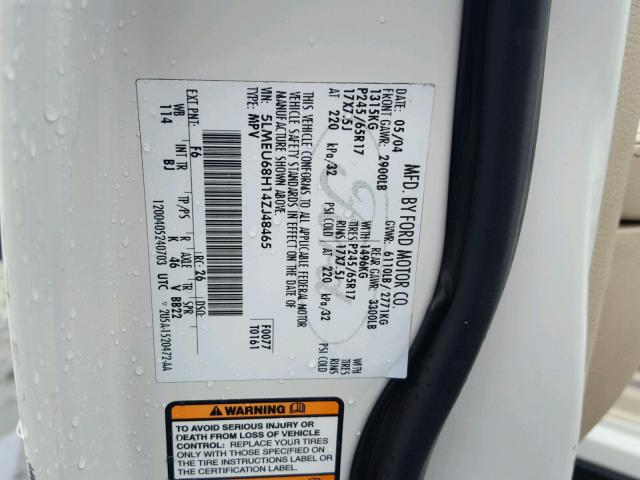 MFD. BY FORD MOTOR CO.
DATE: 05/04
GVWR: 6110LB/2771KG
FRONT GAWR: 2900LB
REAR GAWR: 3300LB
1315KG
WITH
1496KG
WITH
P245/65R17
TIRES
P245/65R17
TIRES
17X7.5J
RIMS
17X7.5J
RIMS
AT 220 kPa/32 PSI COLD
AT 220 kPa/32 PSI COLD
THIS VEHICLE CONFORMS TO ALL APPLICABLE FEDERAL MOTOR
VEHICLE SAFETY STANDARDS IN EFFECT ON THE DATE OF
MANUFACTURE SHOWN ABOVE.
VIN: 5LMEU68H14ZJ48465
F0077
TYPE: MPV
T0161
EXT PNT: F6
RC: 26
DSO:
WB INT TR TP/PS R AXLE TR SPR
114 BJ K 46 V BB22
1200405240703 UTC
2U5A-1520472-AA
WARNING
TO AVOID SERIOUS INJURY OR
DEATH FROM LOSS OF VEHICLE
CONTROL: REPLACE YOUR TIRES
ONLY WITH THOSE SPECIFIED ON
THE TIRE INSTRUCTIONS LABEL OR
THE CERTIFICATION LABEL.